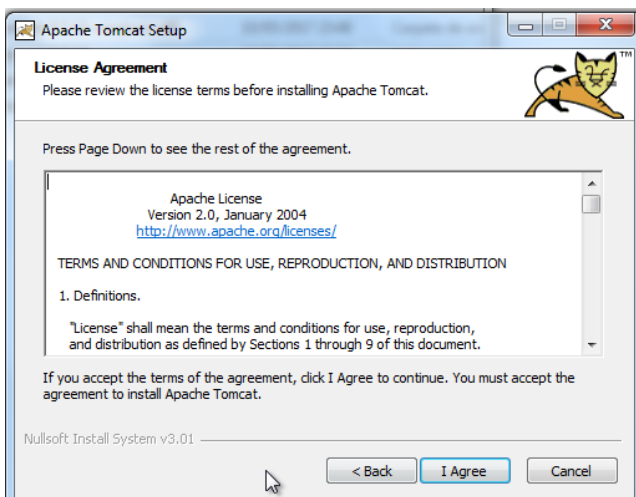 Apache Tomcat Setup
License Agreement
Please review the license terms before installing Apache Tomcat.
TM
Press Page Down to see the rest of the agreement.
Apache License
Version 2.0, January 2004
http://www.apache.org/licenses/
TERMS AND CONDITIONS FOR USE, REPRODUCTION, AND DISTRIBUTION
1. Definitions.
"License" shall mean the terms and conditions for use, reproduction,
and distribution as defined by Sections 1 through 9 of this document.
If you accept the terms of the agreement, click I Agree to continue. You must accept the
agreement to install Apache Tomcat.
Nullsoft Install System v3.01
< Back I Agree Cancel